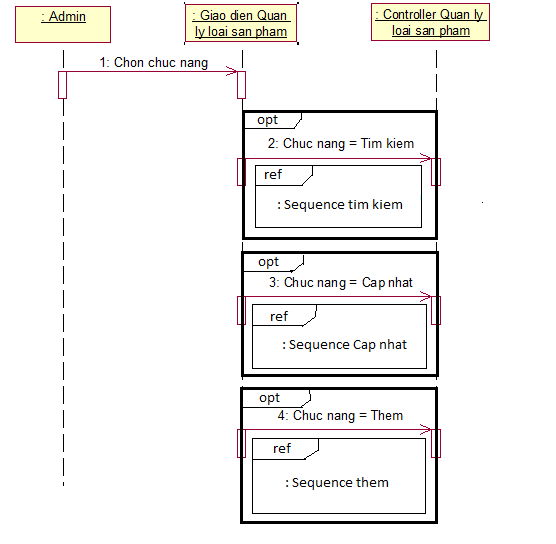 : Admin
: Giao dien Quan
ly loai san pham
: Controller Quan ly
loai san pham
1: Chon chuc nang
opt
2: Chuc nang = Tim kiem
ref
: Sequence tim kiem
opt
3: Chuc nang = Cap nhat
ref
: Sequence Cap nhat
opt
4: Chuc nang = Them
ref
: Sequence them